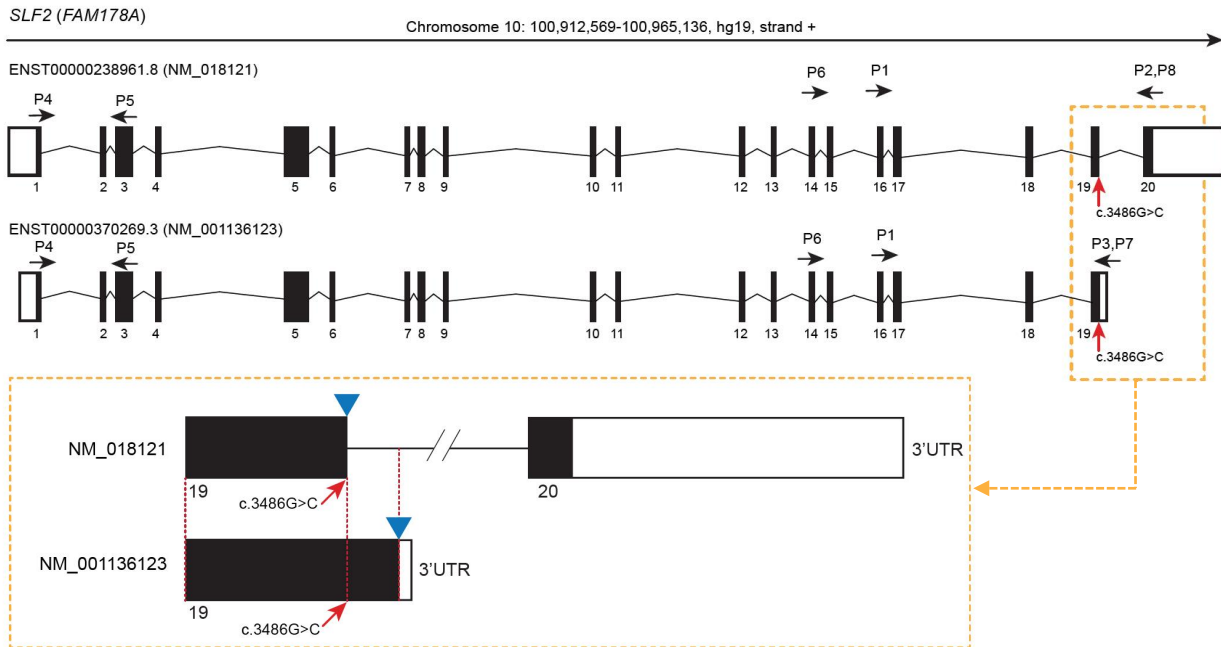 SLF2 (FAM178A)
Chromosome 10: 100,912,569-100,965,136, hg19, strand +
ENST00000238961.8 (NM_018121)
P4 P5 P6 P1 P2,P8
1 2 3 4 5 6 7 8 9 10 11 12 13 14 15 16 17 18 19 20
c.3486G>C
ENST00000370269.3 (NM_001136123)
P4 P5 P6 P1 P3,P7
1 2 3 4 5 6 7 8 9 10 11 12 13 14 15 16 17 18 19
c.3486G>C
NM_018121 3'UTR
19 20
c.3486G>C
NM_001136123 3'UTR
19
c.3486G>C